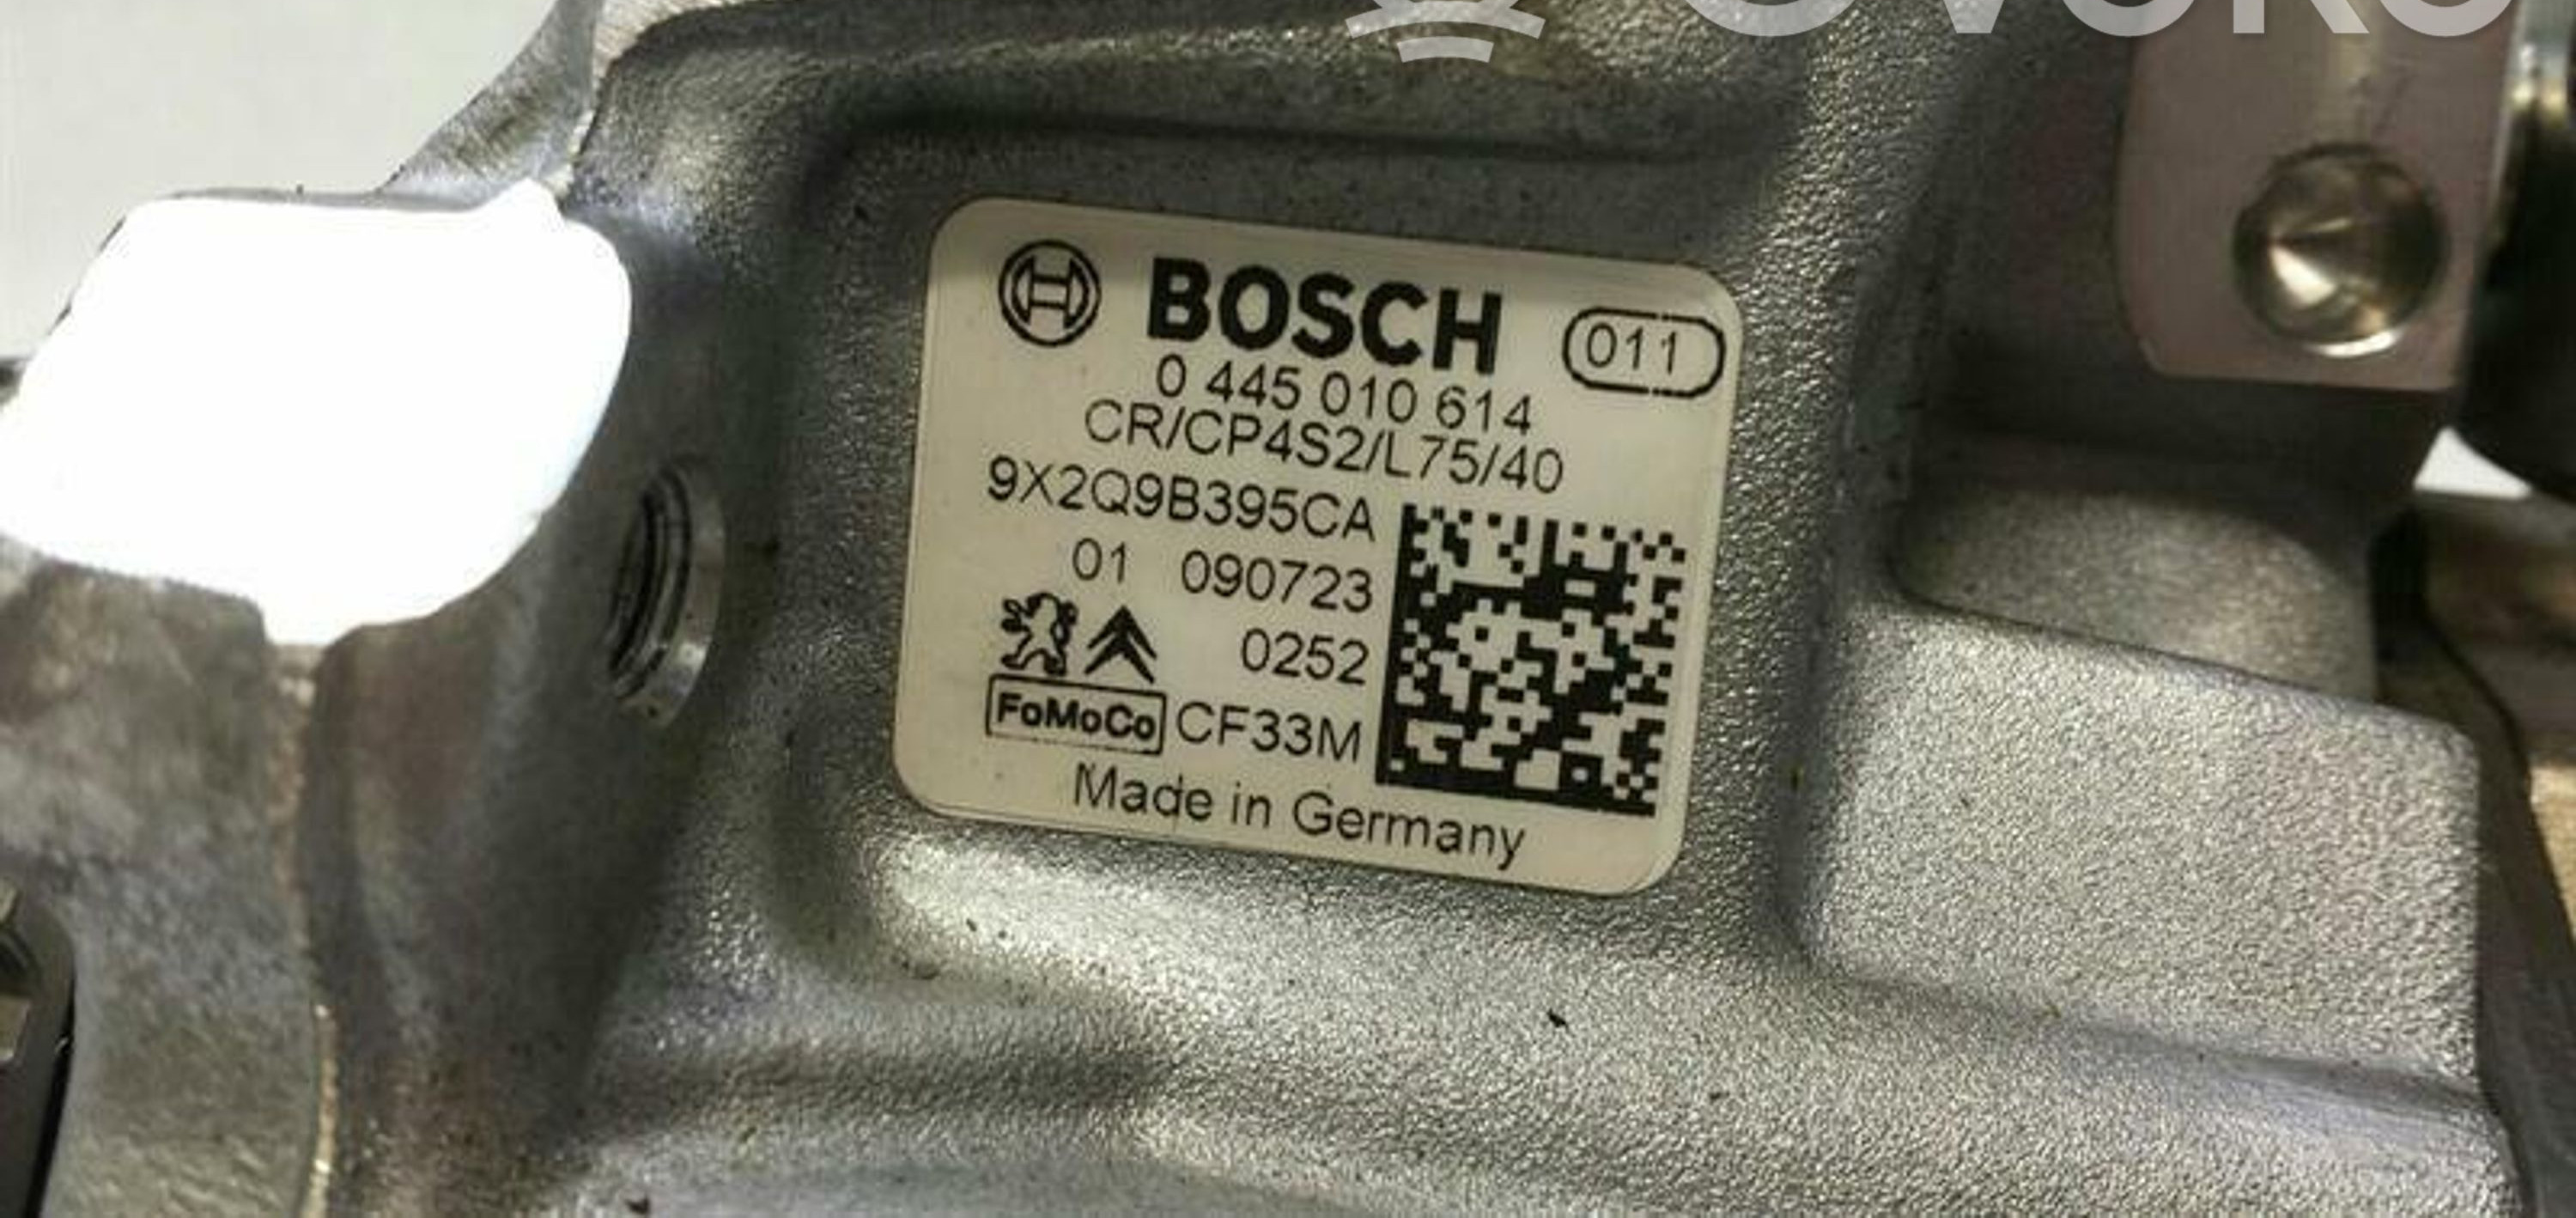 BOSCH 011
0 445 010 614
CR/CP4S2/L75/40
9X2Q9B395CA
01 090723
0252
FoMoCo CF33M
Made in Germany